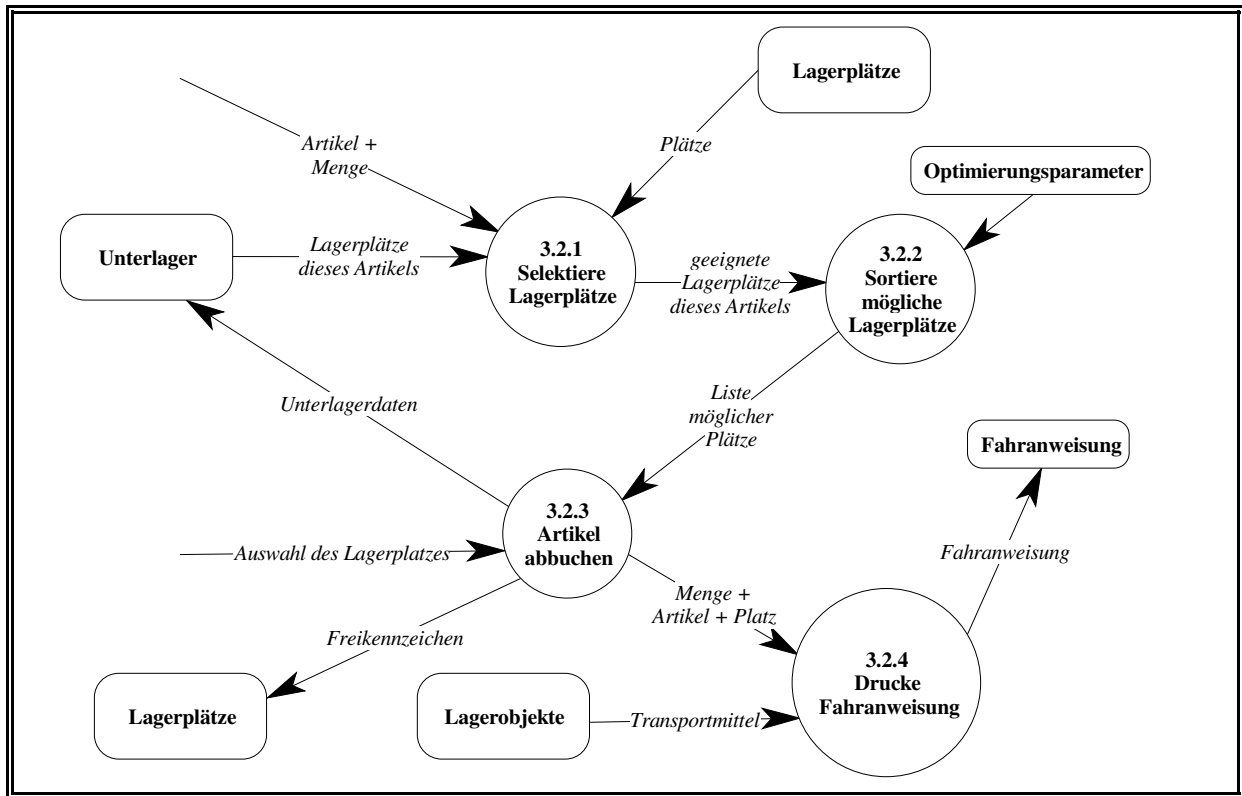 Lagerplätze
Artikel +
Menge
Plätze
Optimierungsparameter
Unterlager
Lagerplätze
dieses Artikels
3.2.1
Selektiere
Lagerplätze
geeignete
Lagerplätze
dieses Artikels
3.2.2
Sortiere
mögliche
Lagerplätze
Unterlagerdaten
Liste
möglicher
Plätze
Fahranweisung
3.2.3
Artikel
abbuchen
Auswahl des Lagerplatzes
Fahranweisung
Menge +
Artikel + Platz
Freikennzeichen
3.2.4
Drucke
Fahranweisung
Lagerplätze
Lagerobjekte
Transportmittel